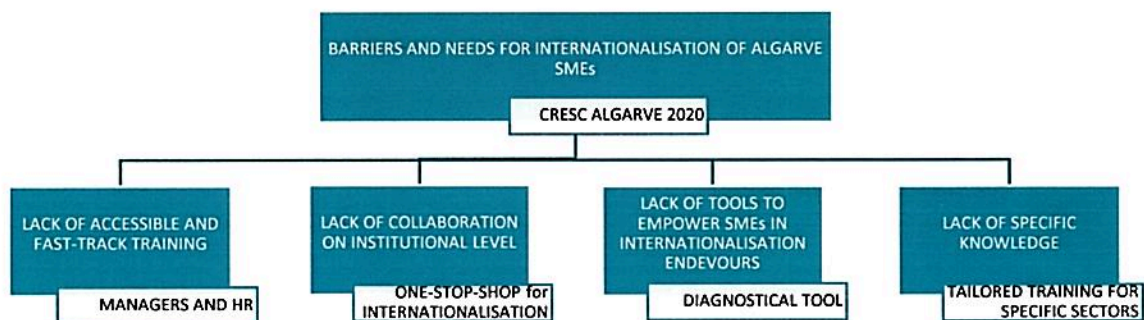 BARRIERS AND NEEDS FOR INTERNATIONALISATION OF ALGARVE
SMEs
CRESC ALGARVE 2020
LACK OF ACCESSIBLE AND
FAST-TRACK TRAINING
MANAGERS AND HR
LACK OF COLLABORATION
ON INSTITUTIONAL LEVEL
ONE-STOP-SHOP for
INTERNATIONALISATION
LACK OF TOOLS TO
EMPOWER SMEs IN
INTERNATIONALISATION
ENDEVOURS
DIAGNOSTICAL TOOL
LACK OF SPECIFIC
KNOWLEDGE
TAILORED TRAINING FOR
SPECIFIC SECTORS